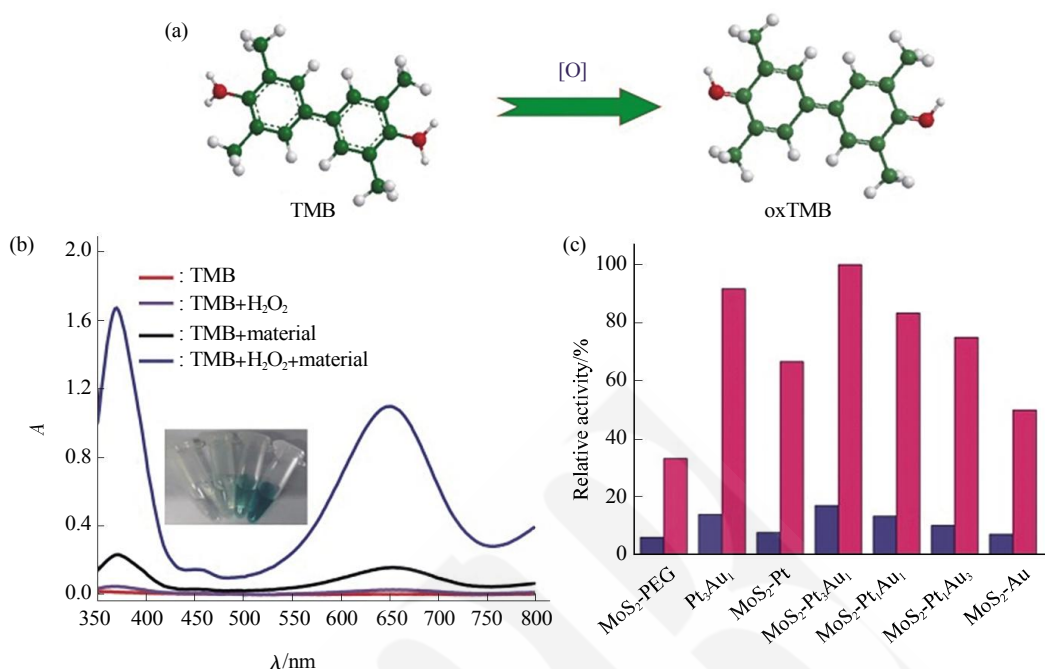 (a)
[O]
TMB
oxTMB
(b)
2.0
1.6
1.2
0.8
0.4
0.0
A
: TMB
: TMB+H₂O₂
: TMB+material
: TMB+H₂O₂+material
350 400 450 500 550 600 650 700 750 800
λ/nm
(c)
100
80
60
40
20
0
Relative activity/%
MoS₂-PEG
Pt₃Au₁
MoS₂-Pt
MoS₂-Pt₃Au₁
MoS₂-Pt₁Au₁
MoS₂-Pt₁Au₃
MoS₂-Au